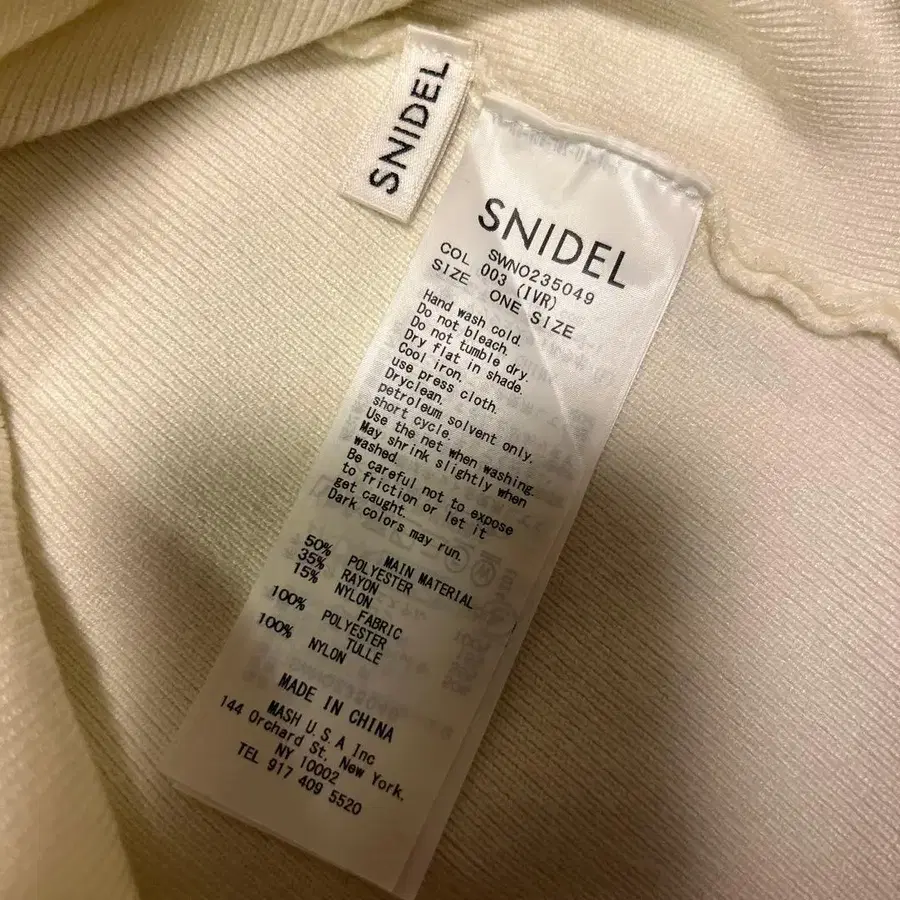 SNIDEL
SNIDEL
SWNO235049
COL 003 (IVR)
SIZE ONE SIZE
Hand wash cold.
Do not bleach.
Do not tumble dry.
Dry flat in shade.
Cool iron.
use press cloth.
Dryclean.
petroleum solvent only.
short cycle.
Use the net when washing.
May shrink slightly when
washed.
Be careful not to expose
to friction or let it
get caught.
Dark colors may run.
MAIN MATERIAL
50% POLYESTER
35% RAYON
15% NYLON
FABRIC
100% POLYESTER
TULLE
100% NYLON
MADE IN CHINA
MASH U.S.A Inc
144 Orchard St. New York.
NY 10002
TEL 917 409 5520